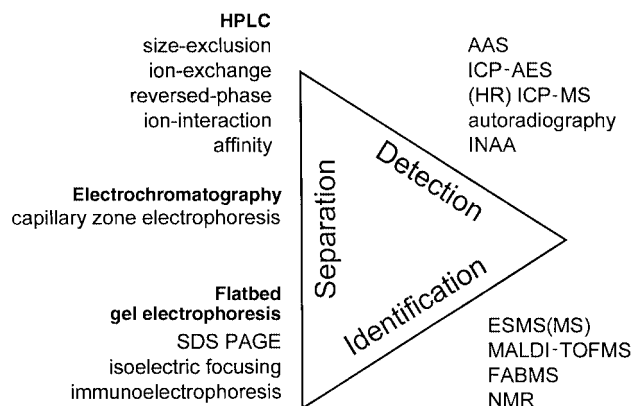 HPLC
size-exclusion
ion-exchange
reversed-phase
ion-interaction
affinity
Electrochromatography
capillary zone electrophoresis
Flatbed
gel electrophoresis
SDS PAGE
isoelectric focusing
immunoelectrophoresis
Separation
Detection
Identification
AAS
ICP-AES
(HR) ICP-MS
autoradiography
INAA
ESMS(MS)
MALDI-TOFMS
FABMS
NMR